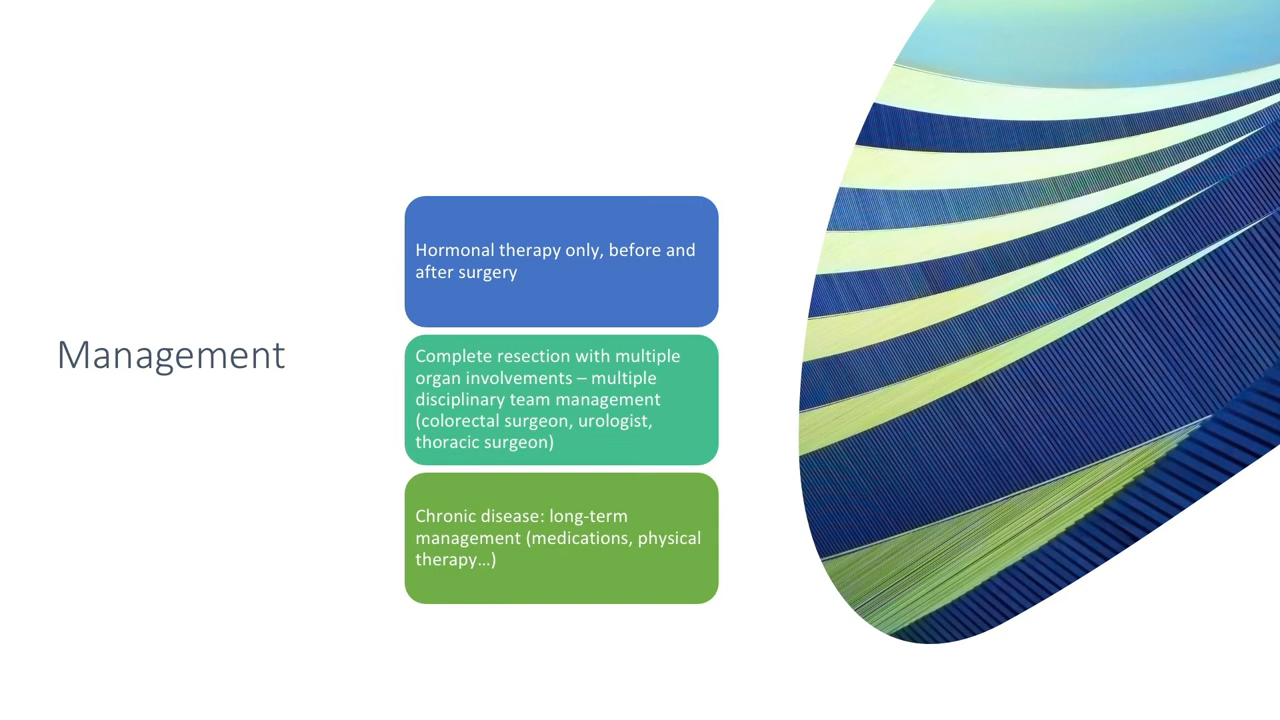 Management
Hormonal therapy only, before and
after surgery
Complete resection with multiple
organ involvements – multiple
disciplinary team management
(colorectal surgeon, urologist,
thoracic surgeon)
Chronic disease: long-term
management (medications, physical
therapy…)